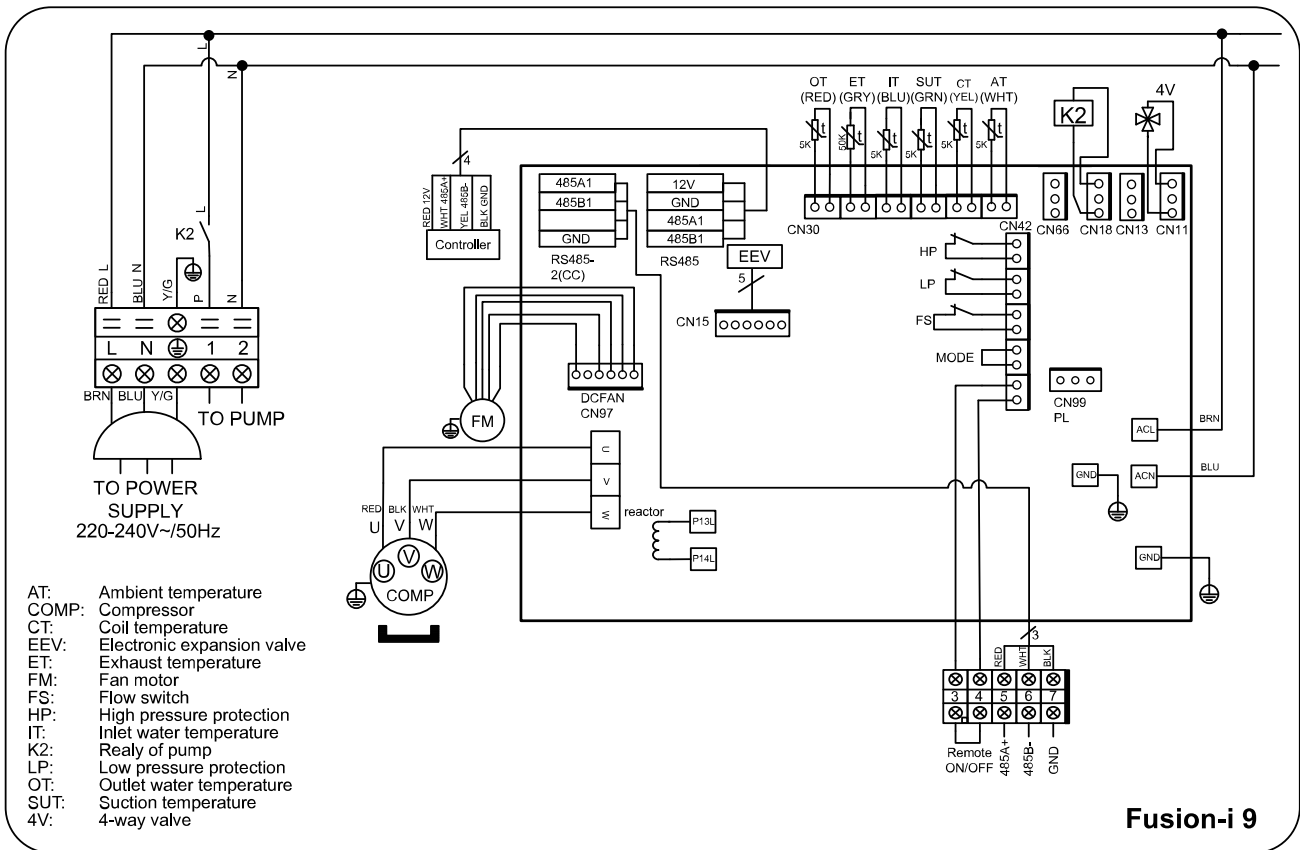 L
N
OT ET IT SUT CT AT
(RED) (GRY) (BLU) (GRN) (YEL) (WHT)
5K 50K 5K 5K 5K 5K
t t t t t t
K2
4V
4
RED 12V
WHT 485A+
YEL 485B-
BLK GND
Controller
485A1
485B1
GND
RS485-
2(CC)
12V
GND
485A1
485B1
RS485
EEV
5
CN15
CN30
CN42
CN66 CN18 CN13 CN11
HP
LP
FS
MODE
CN99
PL
K2
L
RED L
BLU N
Y/G
P
N
L N 1 2
BRN BLU Y/G
TO PUMP
TO POWER
SUPPLY
220-240V~/50Hz
DCFAN
CN97
FM
U
V
W
reactor
P13L
P14L
RED BLK WHT
U V W
U V W
COMP
ACL
BRN
GND
ACN
BLU
GND
3
RED
WHT
BLK
3 4 5 6 7
Remote
ON/OFF
485A+
485B-
GND
AT: Ambient temperature
COMP: Compressor
CT: Coil temperature
EEV: Electronic expansion valve
ET: Exhaust temperature
FM: Fan motor
FS: Flow switch
HP: High pressure protection
IT: Inlet water temperature
K2: Realy of pump
LP: Low pressure protection
OT: Outlet water temperature
SUT: Suction temperature
4V: 4-way valve
Fusion-i 9